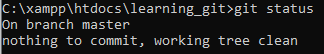 C:\xampp\htdocs\learning_git>git status
On branch master
nothing to commit, working tree clean